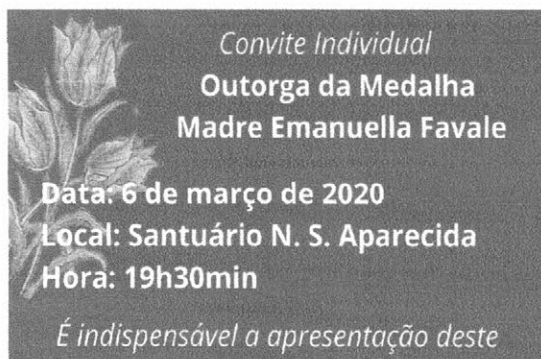 Convite Individual
Outorga da Medalha
Madre Emanuella Favale
Data: 6 de março de 2020
Local: Santuário N. S. Aparecida
Hora: 19h30min
É indispensável a apresentação deste